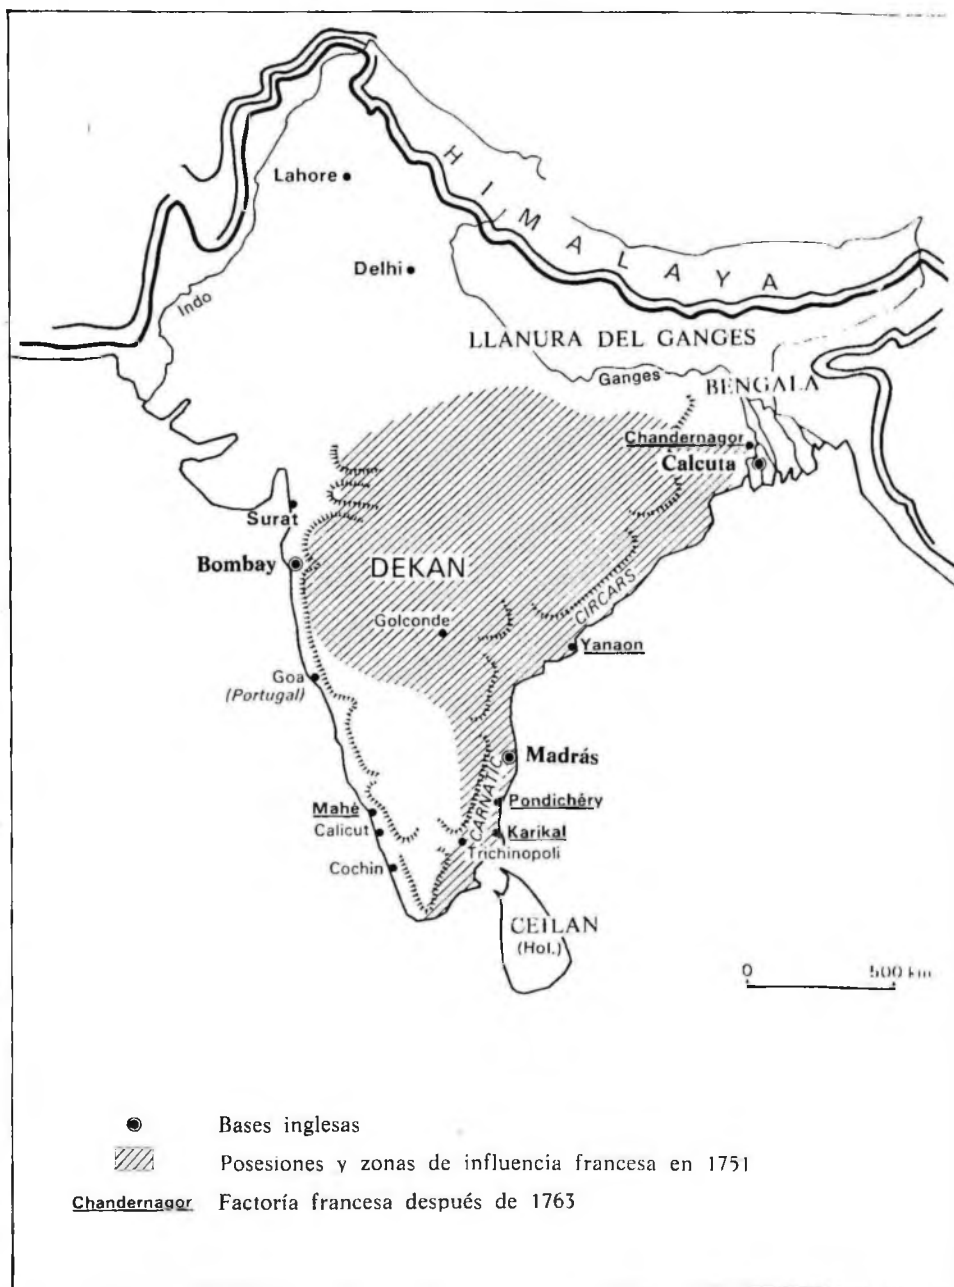 HIMALAYA
Lahore
Delhi
Indo
LLANURA DEL GANGES
Ganges
BENGALA
Chandernagor
Calcuta
Surat
Bombay
DEKAN
CIRCARS
Golconde
Yanaon
Goa
(Portugal)
Madrás
CARNATIC
Pondichéry
Mahé
Karikal
Calicut
Trichinopoli
Cochin
CEILAN
(Hol.)
0 500 km
Bases inglesas
Posesiones y zonas de influencia francesa en 1751
Chandernagor Factoría francesa después de 1763